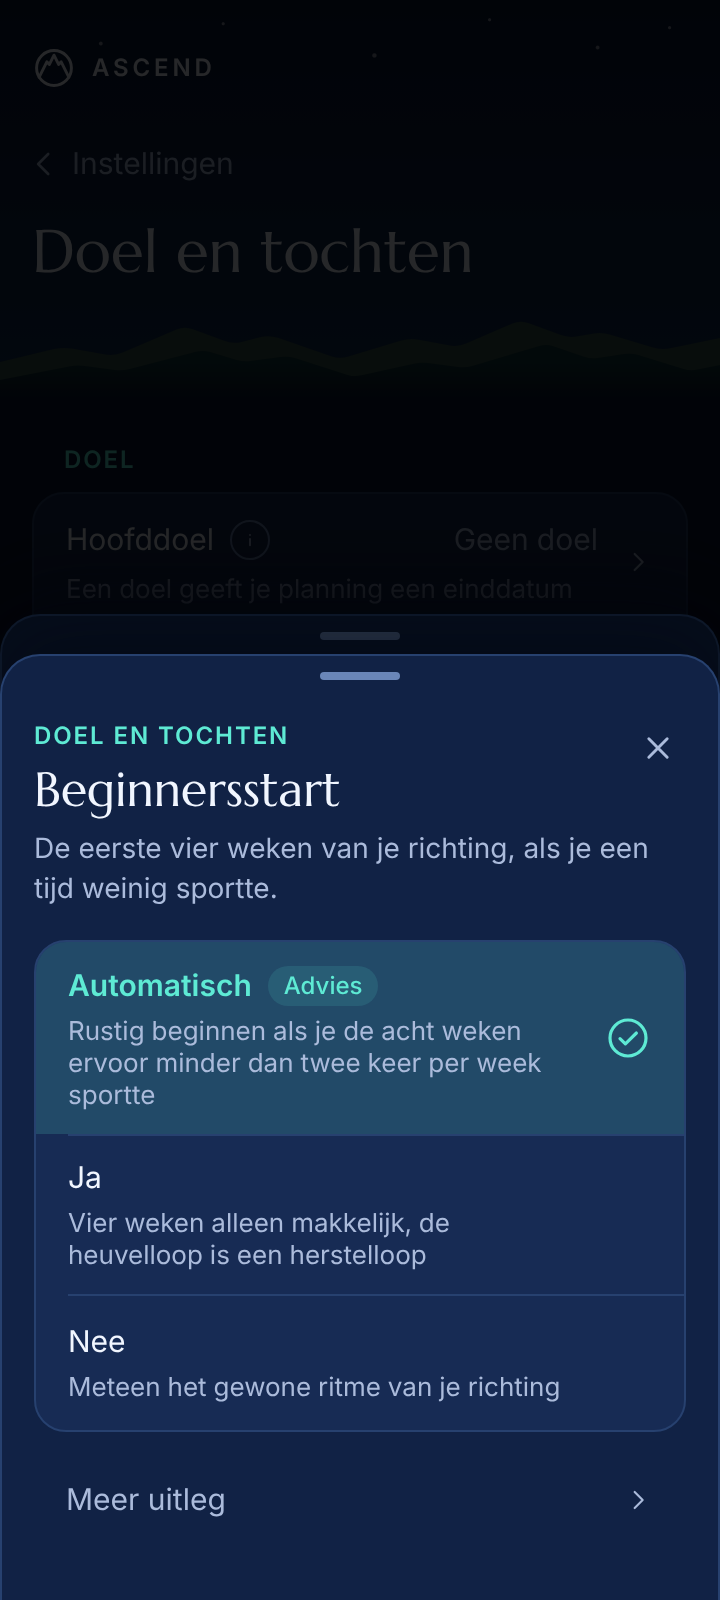 ASCEND
Instellingen
Doel en tochten
DOEL
Hoofddoel i Geen doel
Een doel geeft je planning een einddatum
DOEL EN TOCHTEN
Beginnersstart
De eerste vier weken van je richting, als je een
tijd weinig sportte.
Automatisch Advies
Rustig beginnen als je de acht weken
ervoor minder dan twee keer per week
sportte
Ja
Vier weken alleen makkelijk, de
heuvelloop is een herstelloop
Nee
Meteen het gewone ritme van je richting
Meer uitleg